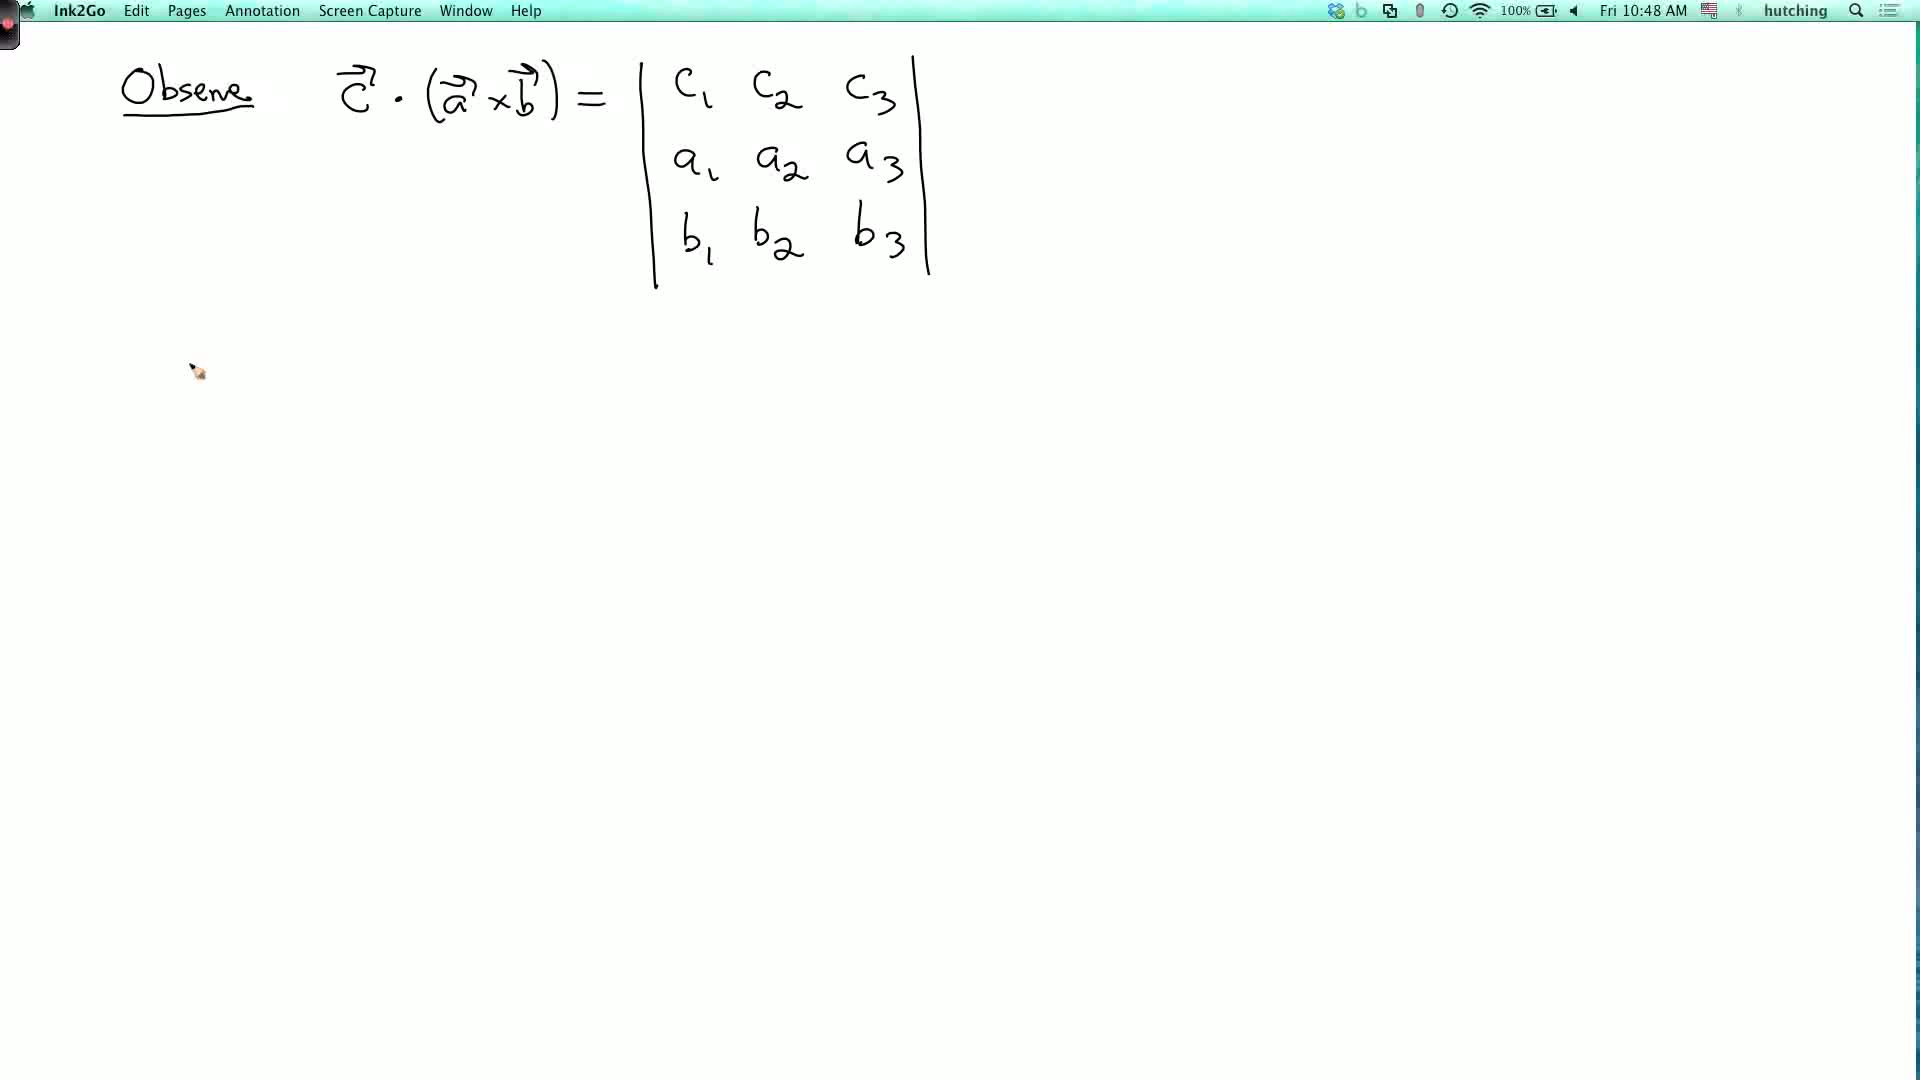 Ink2Go Edit Pages Annotation Screen Capture Window Help 100% Fri 10:48 AM hutching
Observe c⃗ · (a⃗ × b⃗) = | c₁ c₂ c₃ |
| a₁ a₂ a₃ |
| b₁ b₂ b₃ |